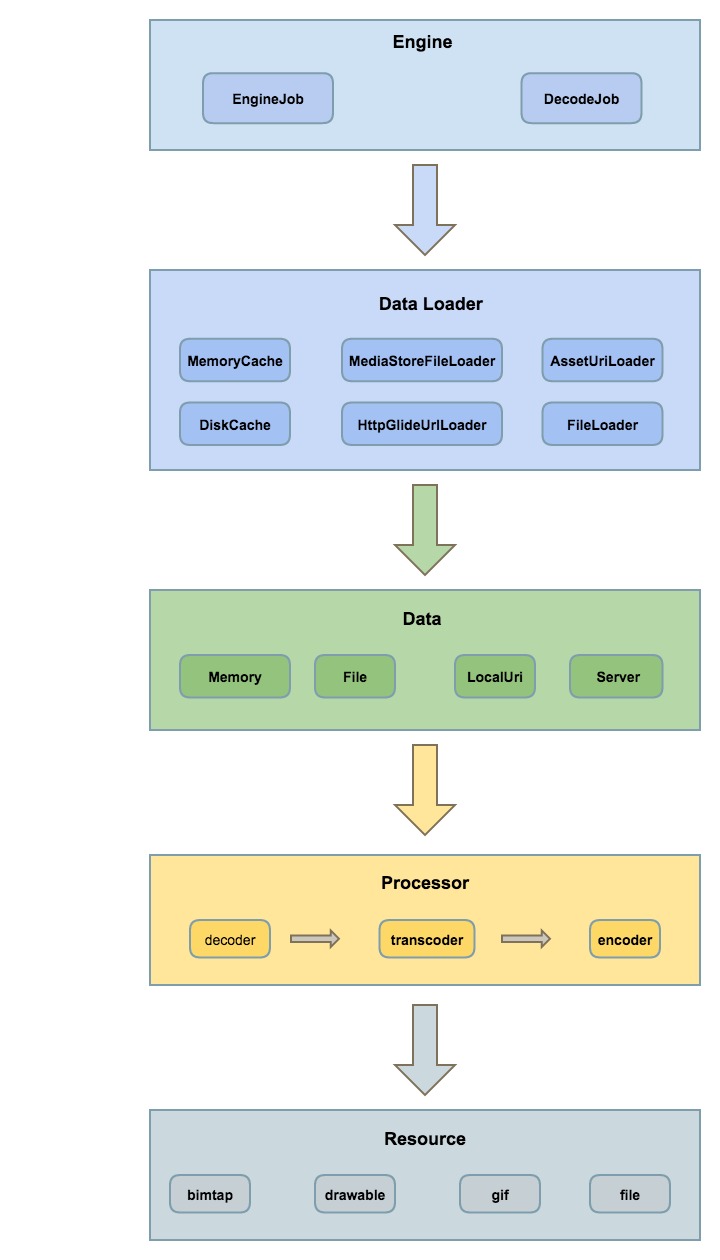 Engine
EngineJob
DecodeJob
Data Loader
MemoryCache
MediaStoreFileLoader
AssetUriLoader
DiskCache
HttpGlideUrlLoader
FileLoader
Data
Memory
File
LocalUri
Server
Processor
decoder
transcoder
encoder
Resource
bimtap
drawable
gif
file